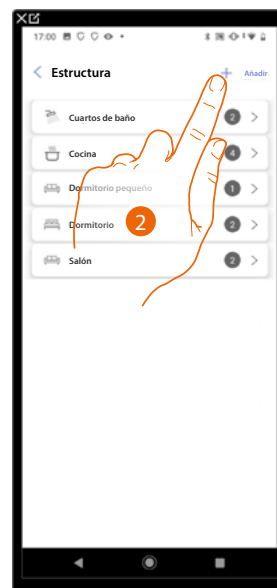 17:00
Estructura
+ Añadir
Cuartos de baño 2
Cocina 4
Dormitorio pequeño 1
Dormitorio 2
2
Salón 2